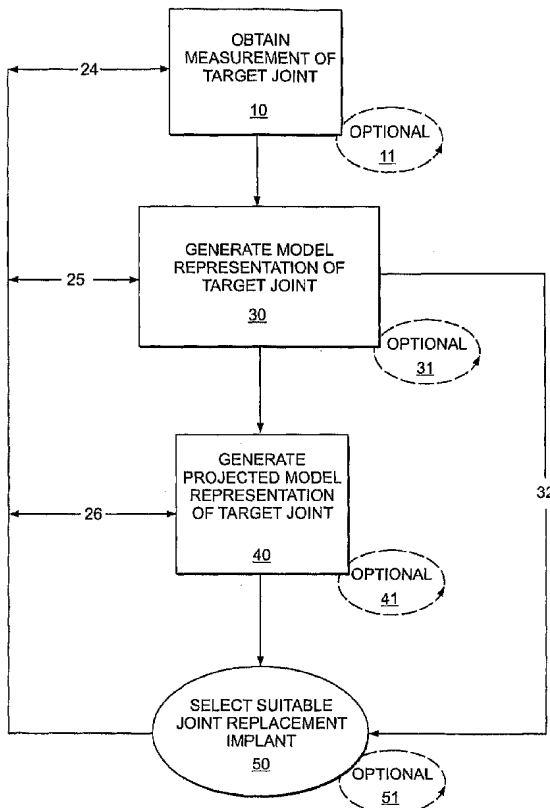 OBTAIN
MEASUREMENT OF
TARGET JOINT
10
24
OPTIONAL
11
GENERATE MODEL
REPRESENTATION OF
TARGET JOINT
30
25
OPTIONAL
31
32
GENERATE
PROJECTED MODEL
REPRESENTATION
OF TARGET JOINT
40
26
OPTIONAL
41
SELECT SUITABLE
JOINT REPLACEMENT
IMPLANT
50
OPTIONAL
51